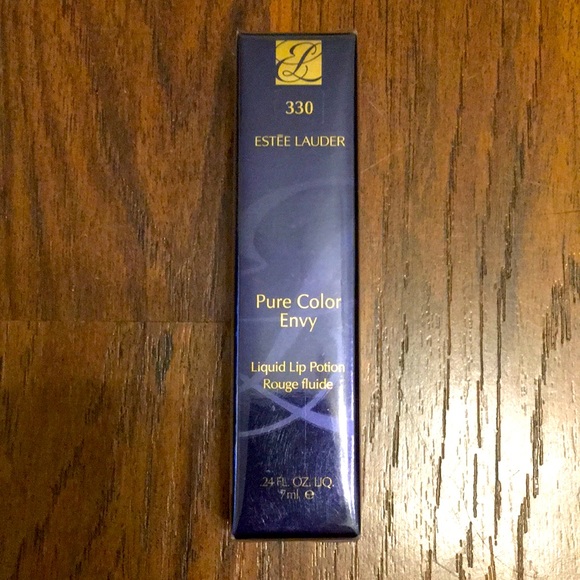 330
ESTĒE LAUDER
Pure Color
Envy
Liquid Lip Potion
Rouge fluide
.24 FL. OZ. LIQ.
7ml ℮